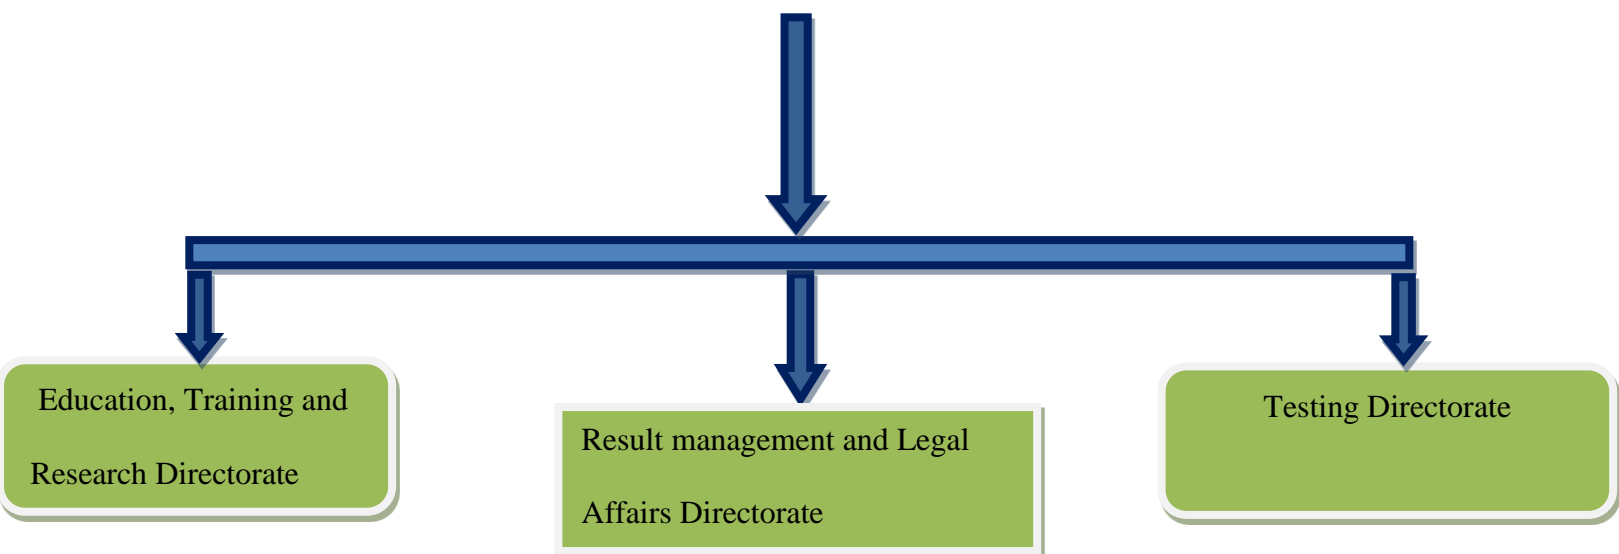 Education, Training and
Research Directorate
Result management and Legal
Affairs Directorate
Testing Directorate